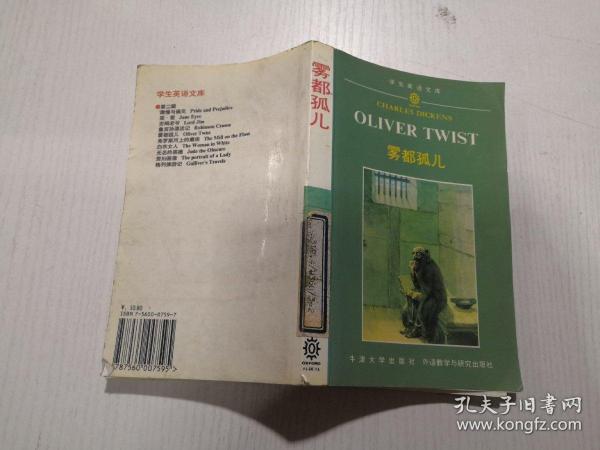 学生英语文库
●第二辑
傲慢与偏见 Pride and Prejudice
简·爱 Jane Eyre
吉姆老爷 Lord Jim
鲁宾孙漂流记 Robinson Crusoe
雾都孤儿 Oliver Twist
弗罗斯河上的磨坊 The Mill on the Floss
白衣女人 The Woman in White
无名的裘德 Jude the Obscure
贵妇画像 The portrait of a Lady
格列佛游记 Gulliver's Travels
￥ 10.80
ISBN 7-5600-0759-7
9787560007595>
雾都孤儿
OXFORD
学生英语文库
CHARLES DICKENS
OLIVER TWIST
雾都孤儿
牛津大学出版社 外语教学与研究出版社
孔夫子旧书网
www.kongfz.com